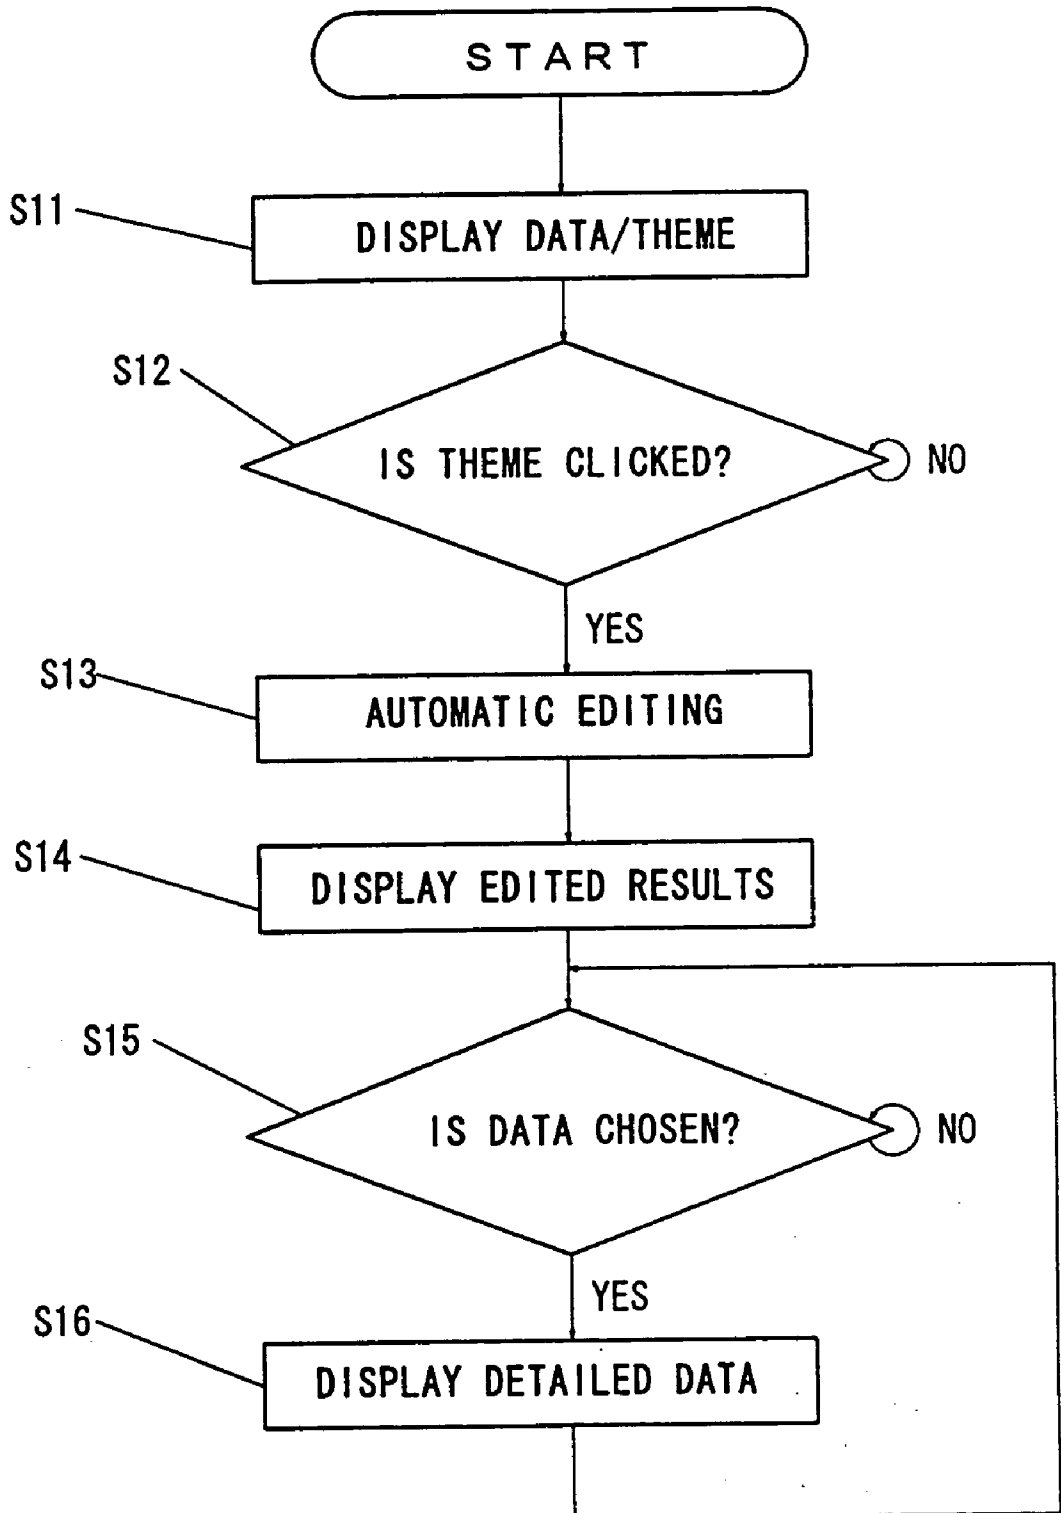 START
S11
DISPLAY DATA/THEME
S12
IS THEME CLICKED?
NO
YES
S13
AUTOMATIC EDITING
S14
DISPLAY EDITED RESULTS
S15
IS DATA CHOSEN?
NO
YES
S16
DISPLAY DETAILED DATA